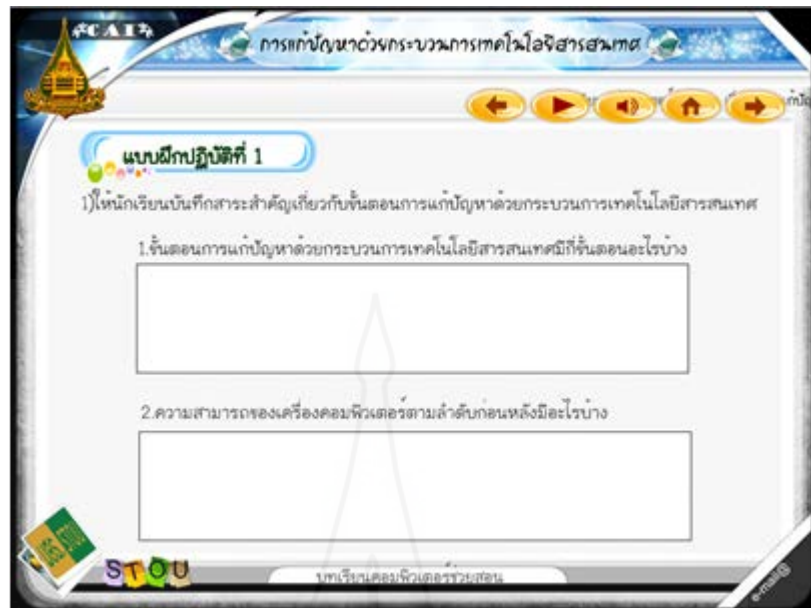 CAI
การแก้ปัญหาด้วยกระบวนการเทคโนโลยีสารสนเทศ
แบบฝึกปฏิบัติที่ 1
1)ให้นักเรียนบันทึกสาระสำคัญเกี่ยวกับขั้นตอนการแก้ปัญหาด้วยกระบวนการเทคโนโลยีสารสนเทศ
1.ขั้นตอนการแก้ปัญหาด้วยกระบวนการเทคโนโลยีสารสนเทศมีกี่ขั้นตอนอะไรบ้าง
2.ความสามารถของเครื่องคอมพิวเตอร์ตามลำดับก่อนหลังมีอะไรบ้าง
STOU
บทเรียนคอมพิวเตอร์ช่วยสอน
e-mail@